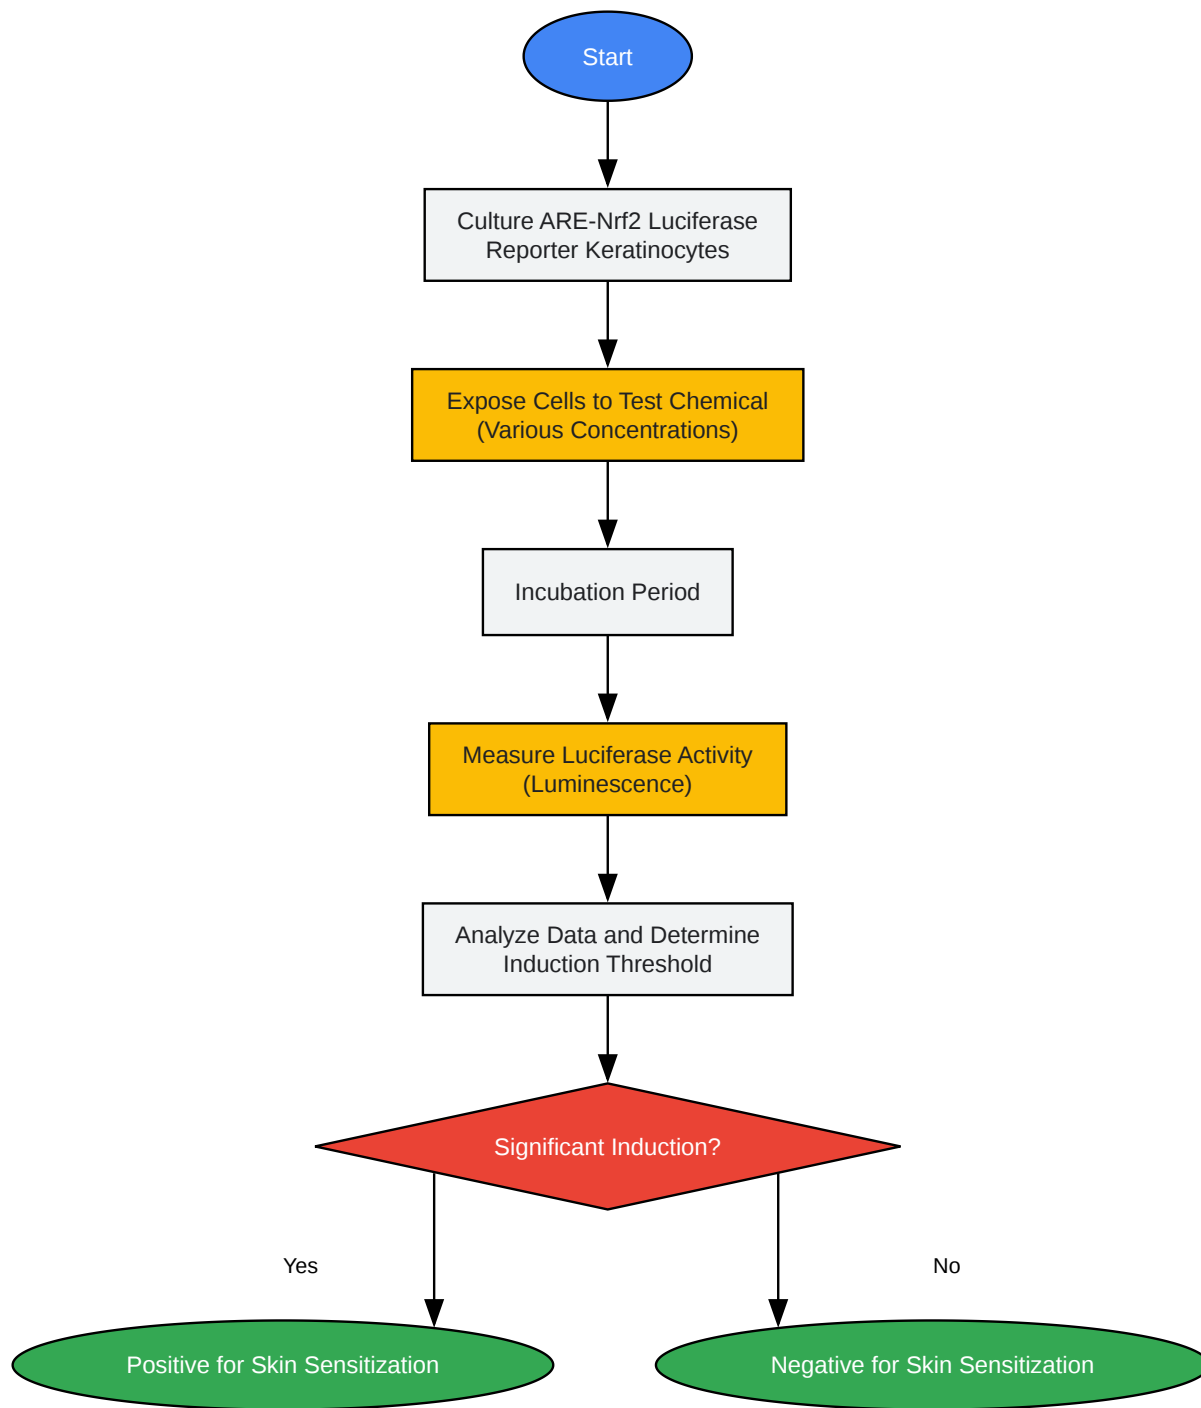 Start
Culture ARE-Nrf2 Luciferase
Reporter Keratinocytes
Expose Cells to Test Chemical
(Various Concentrations)
Incubation Period
Measure Luciferase Activity
(Luminescence)
Analyze Data and Determine
Induction Threshold
Significant Induction?
Yes
No
Positive for Skin Sensitization
Negative for Skin Sensitization